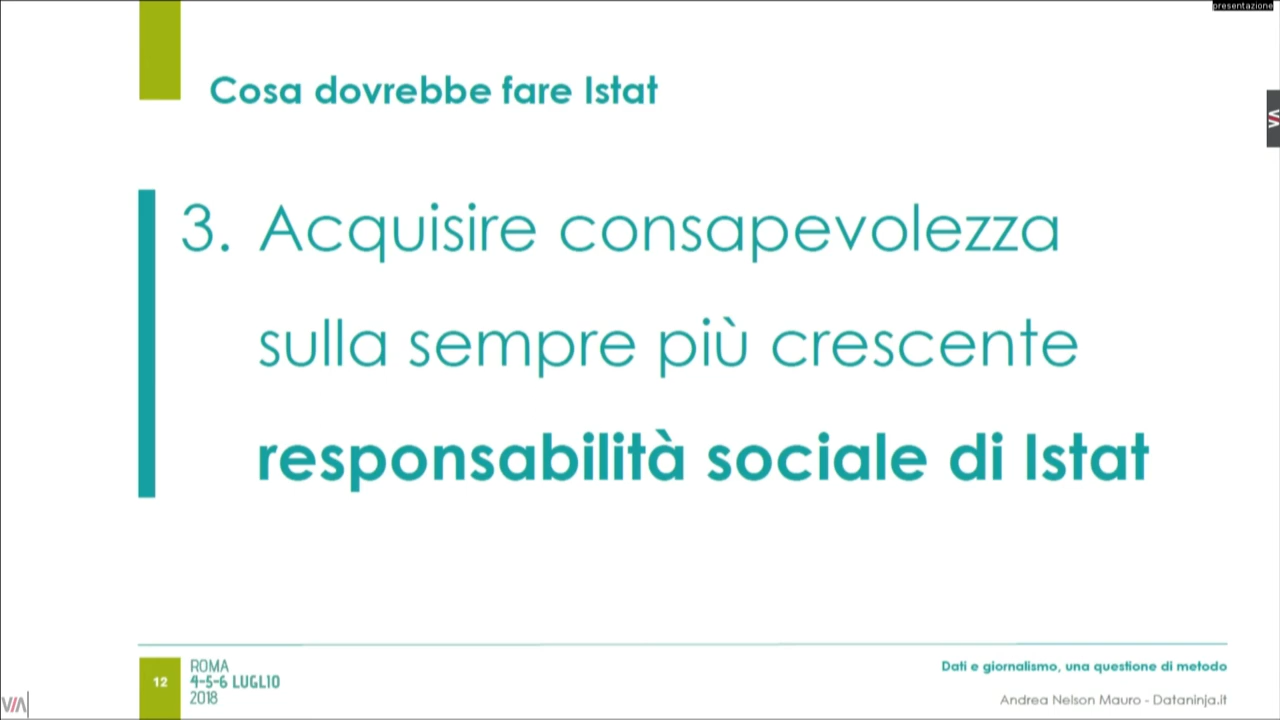 presentazione
Cosa dovrebbe fare Istat
3. Acquisire consapevolezza
sulla sempre più crescente
responsabilità sociale di Istat
12
ROMA
4-5-6 LUGLIO
2018
Dati e giornalismo, una questione di metodo
Andrea Nelson Mauro - Dataninja.it
VIA